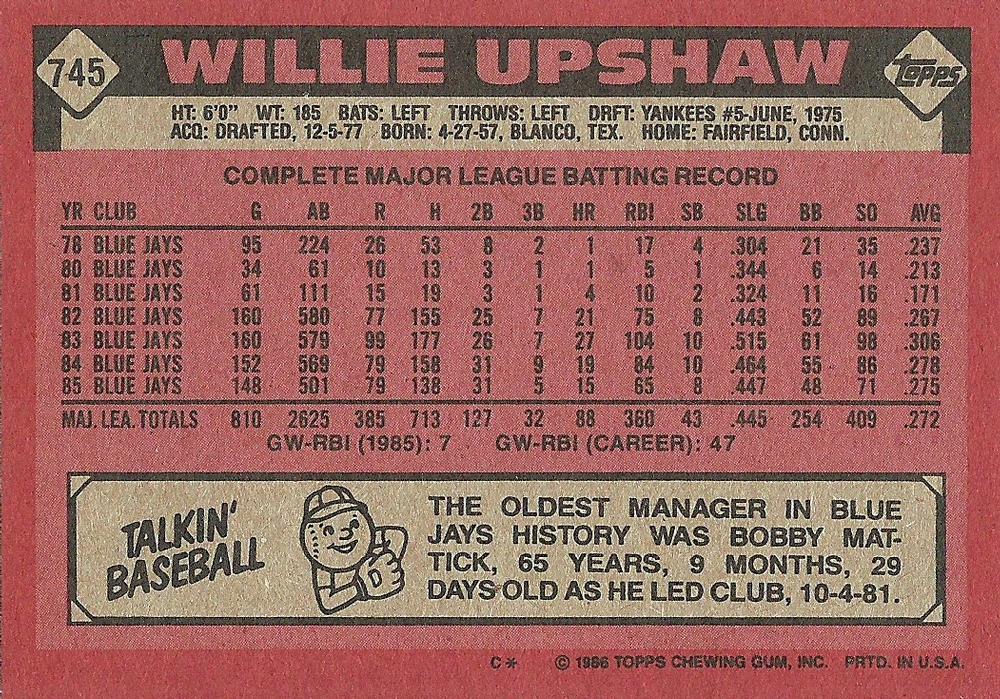 745 WILLIE UPSHAW topps
HT: 6'0" WT: 185 BATS: LEFT THROWS: LEFT DRFT: YANKEES #5-JUNE, 1975
ACQ: DRAFTED, 12-5-77 BORN: 4-27-57, BLANCO, TEX. HOME: FAIRFIELD, CONN.
COMPLETE MAJOR LEAGUE BATTING RECORD
YR CLUB G AB R H 2B 3B HR RBI SB SLG BB SO AVG
78 BLUE JAYS 95 224 26 53 8 2 1 17 4 .304 21 35 .237
80 BLUE JAYS 34 61 10 13 3 1 1 5 1 .344 6 14 .213
81 BLUE JAYS 61 111 15 19 3 1 4 10 2 .324 11 16 .171
82 BLUE JAYS 160 580 77 155 25 7 21 75 8 .443 52 89 .267
83 BLUE JAYS 160 579 99 177 26 7 27 104 10 .515 61 98 .306
84 BLUE JAYS 152 569 79 158 31 9 19 84 10 .464 55 86 .278
85 BLUE JAYS 148 501 79 138 31 5 15 65 8 .447 48 71 .275
MAJ. LEA. TOTALS 810 2625 385 713 127 32 88 360 43 .445 254 409 .272
GW-RBI (1985): 7 GW-RBI (CAREER): 47
TALKIN'
BASEBALL
THE OLDEST MANAGER IN BLUE
JAYS HISTORY WAS BOBBY MAT-
TICK, 65 YEARS, 9 MONTHS, 29
DAYS OLD AS HE LED CLUB, 10-4-81.
C* © 1986 TOPPS CHEWING GUM, INC. PRTD. IN U.S.A.